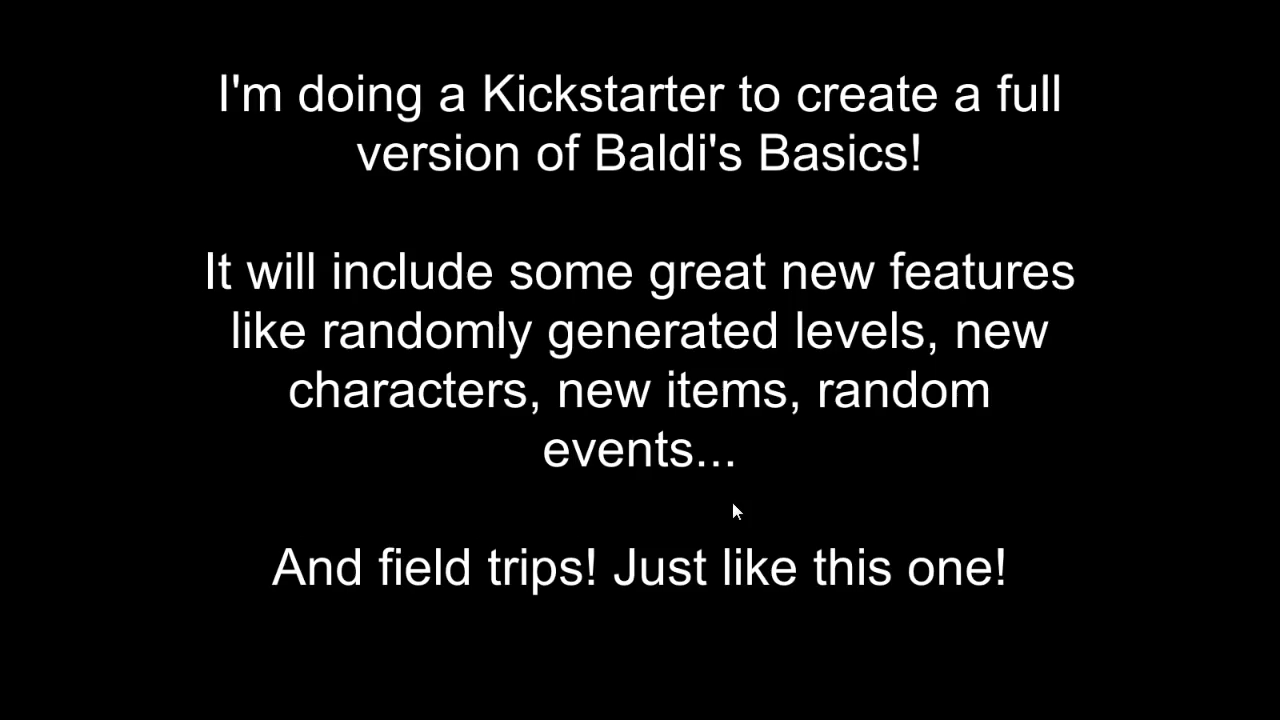 I'm doing a Kickstarter to create a full
version of Baldi's Basics!
It will include some great new features
like randomly generated levels, new
characters, new items, random
events...
And field trips! Just like this one!